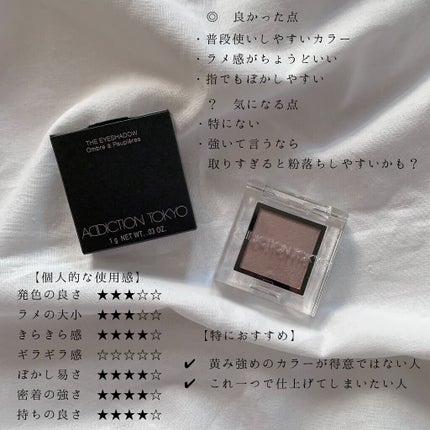 ◎ 良かった点
・普段使いしやすいカラー
・ラメ感がちょうどいい
・指でもぼかしやすい
? 気になる点
・特にない
・強いて言うなら
取りすぎると粉落ちしやすいかも?
THE EYESHADOW
Ombre à Paupières
ADDICTION TOKYO
1 g NET WT. .03 OZ.
ADDICTION TOKYO
【個人的な使用感】
発色の良さ ★★★☆☆
ラメの大小 ★★★☆☆
きらきら感 ★★★★☆
ギラギラ感 ☆☆☆☆☆
ぼかし易さ ★★★★☆
密着の強さ ★★★★☆
持ちの良さ ★★★★☆
【特におすすめ】
✔ 黄み強めのカラーが得意ではない人
✔ これ一つで仕上げてしまいたい人